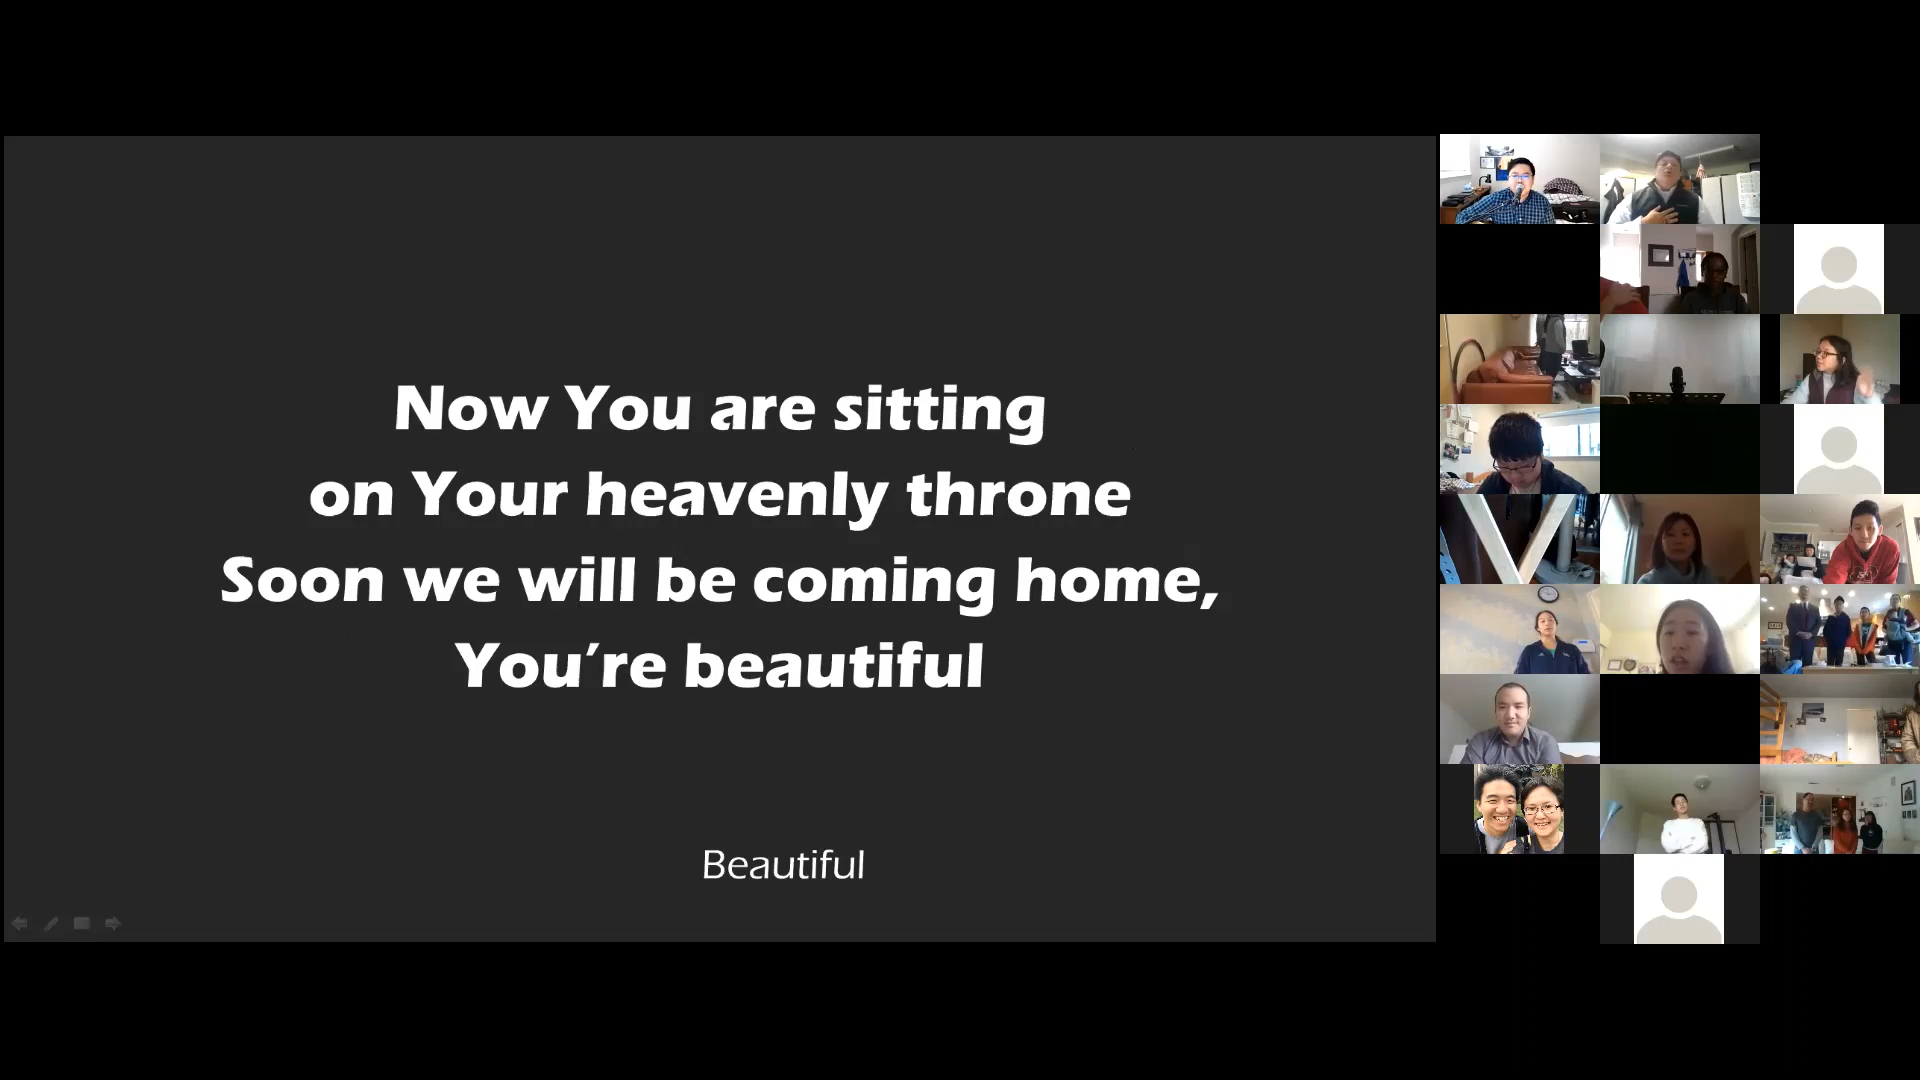 Now You are sitting
on Your heavenly throne
Soon we will be coming home,
You're beautiful
Beautiful